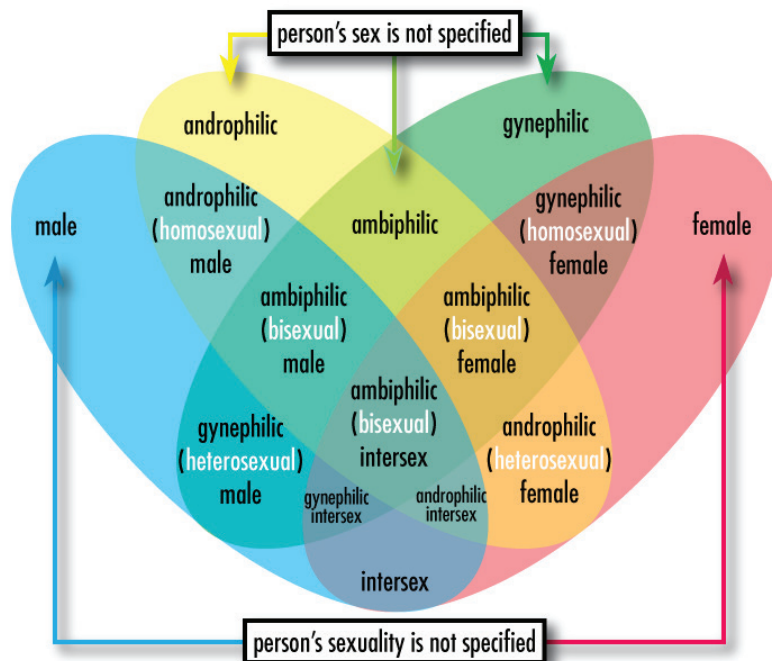 person's sex is not specified
androphilic
gynephilic
androphilic
(homosexual)
male
male
ambiphilic
gynephilic
(homosexual)
female
female
ambiphilic
(bisexual)
male
ambiphilic
(bisexual)
female
ambiphilic
(bisexual)
intersex
gynephilic
(heterosexual)
male
androphilic
(heterosexual)
female
gynephilic
intersex
androphilic
intersex
intersex
person's sexuality is not specified